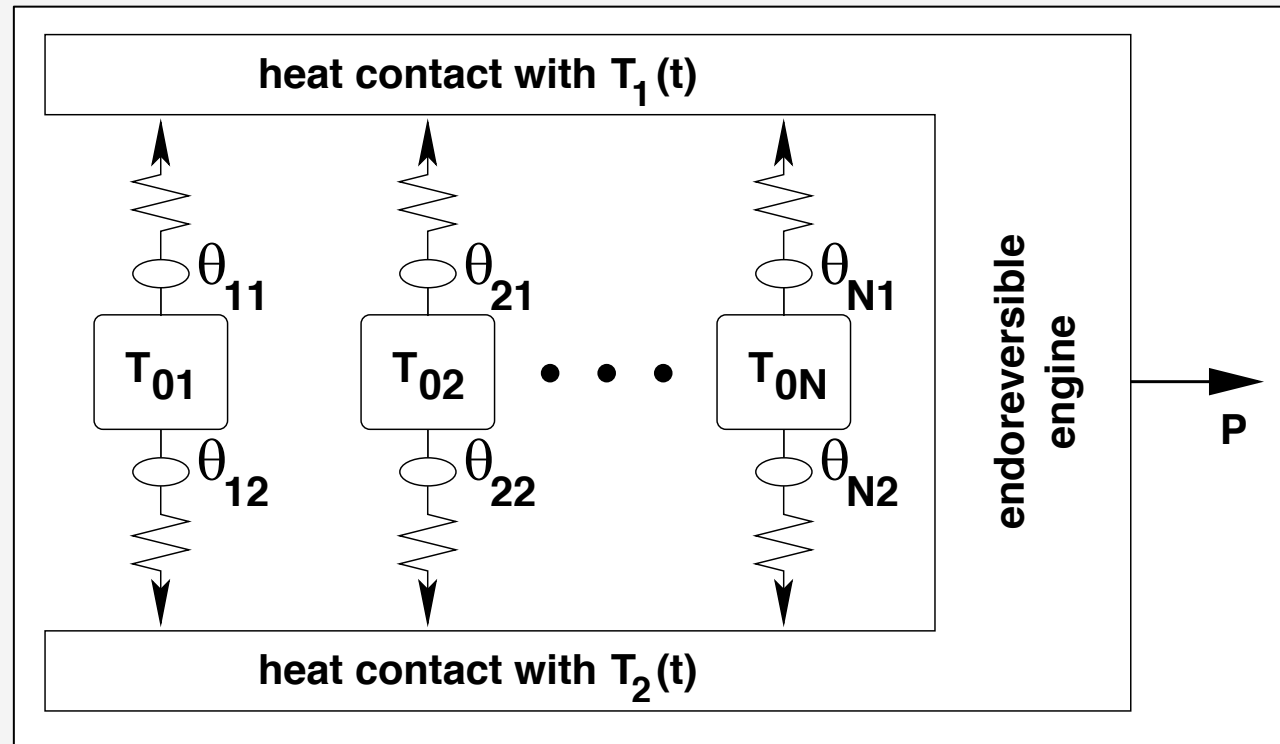 heat contact with T₁(t)
θ₁₁ θ₂₁ θN1
T₀₁ T₀₂ • • • T₀N
θ₁₂ θ₂₂ θN2
heat contact with T₂(t)
endoreversible
engine
P